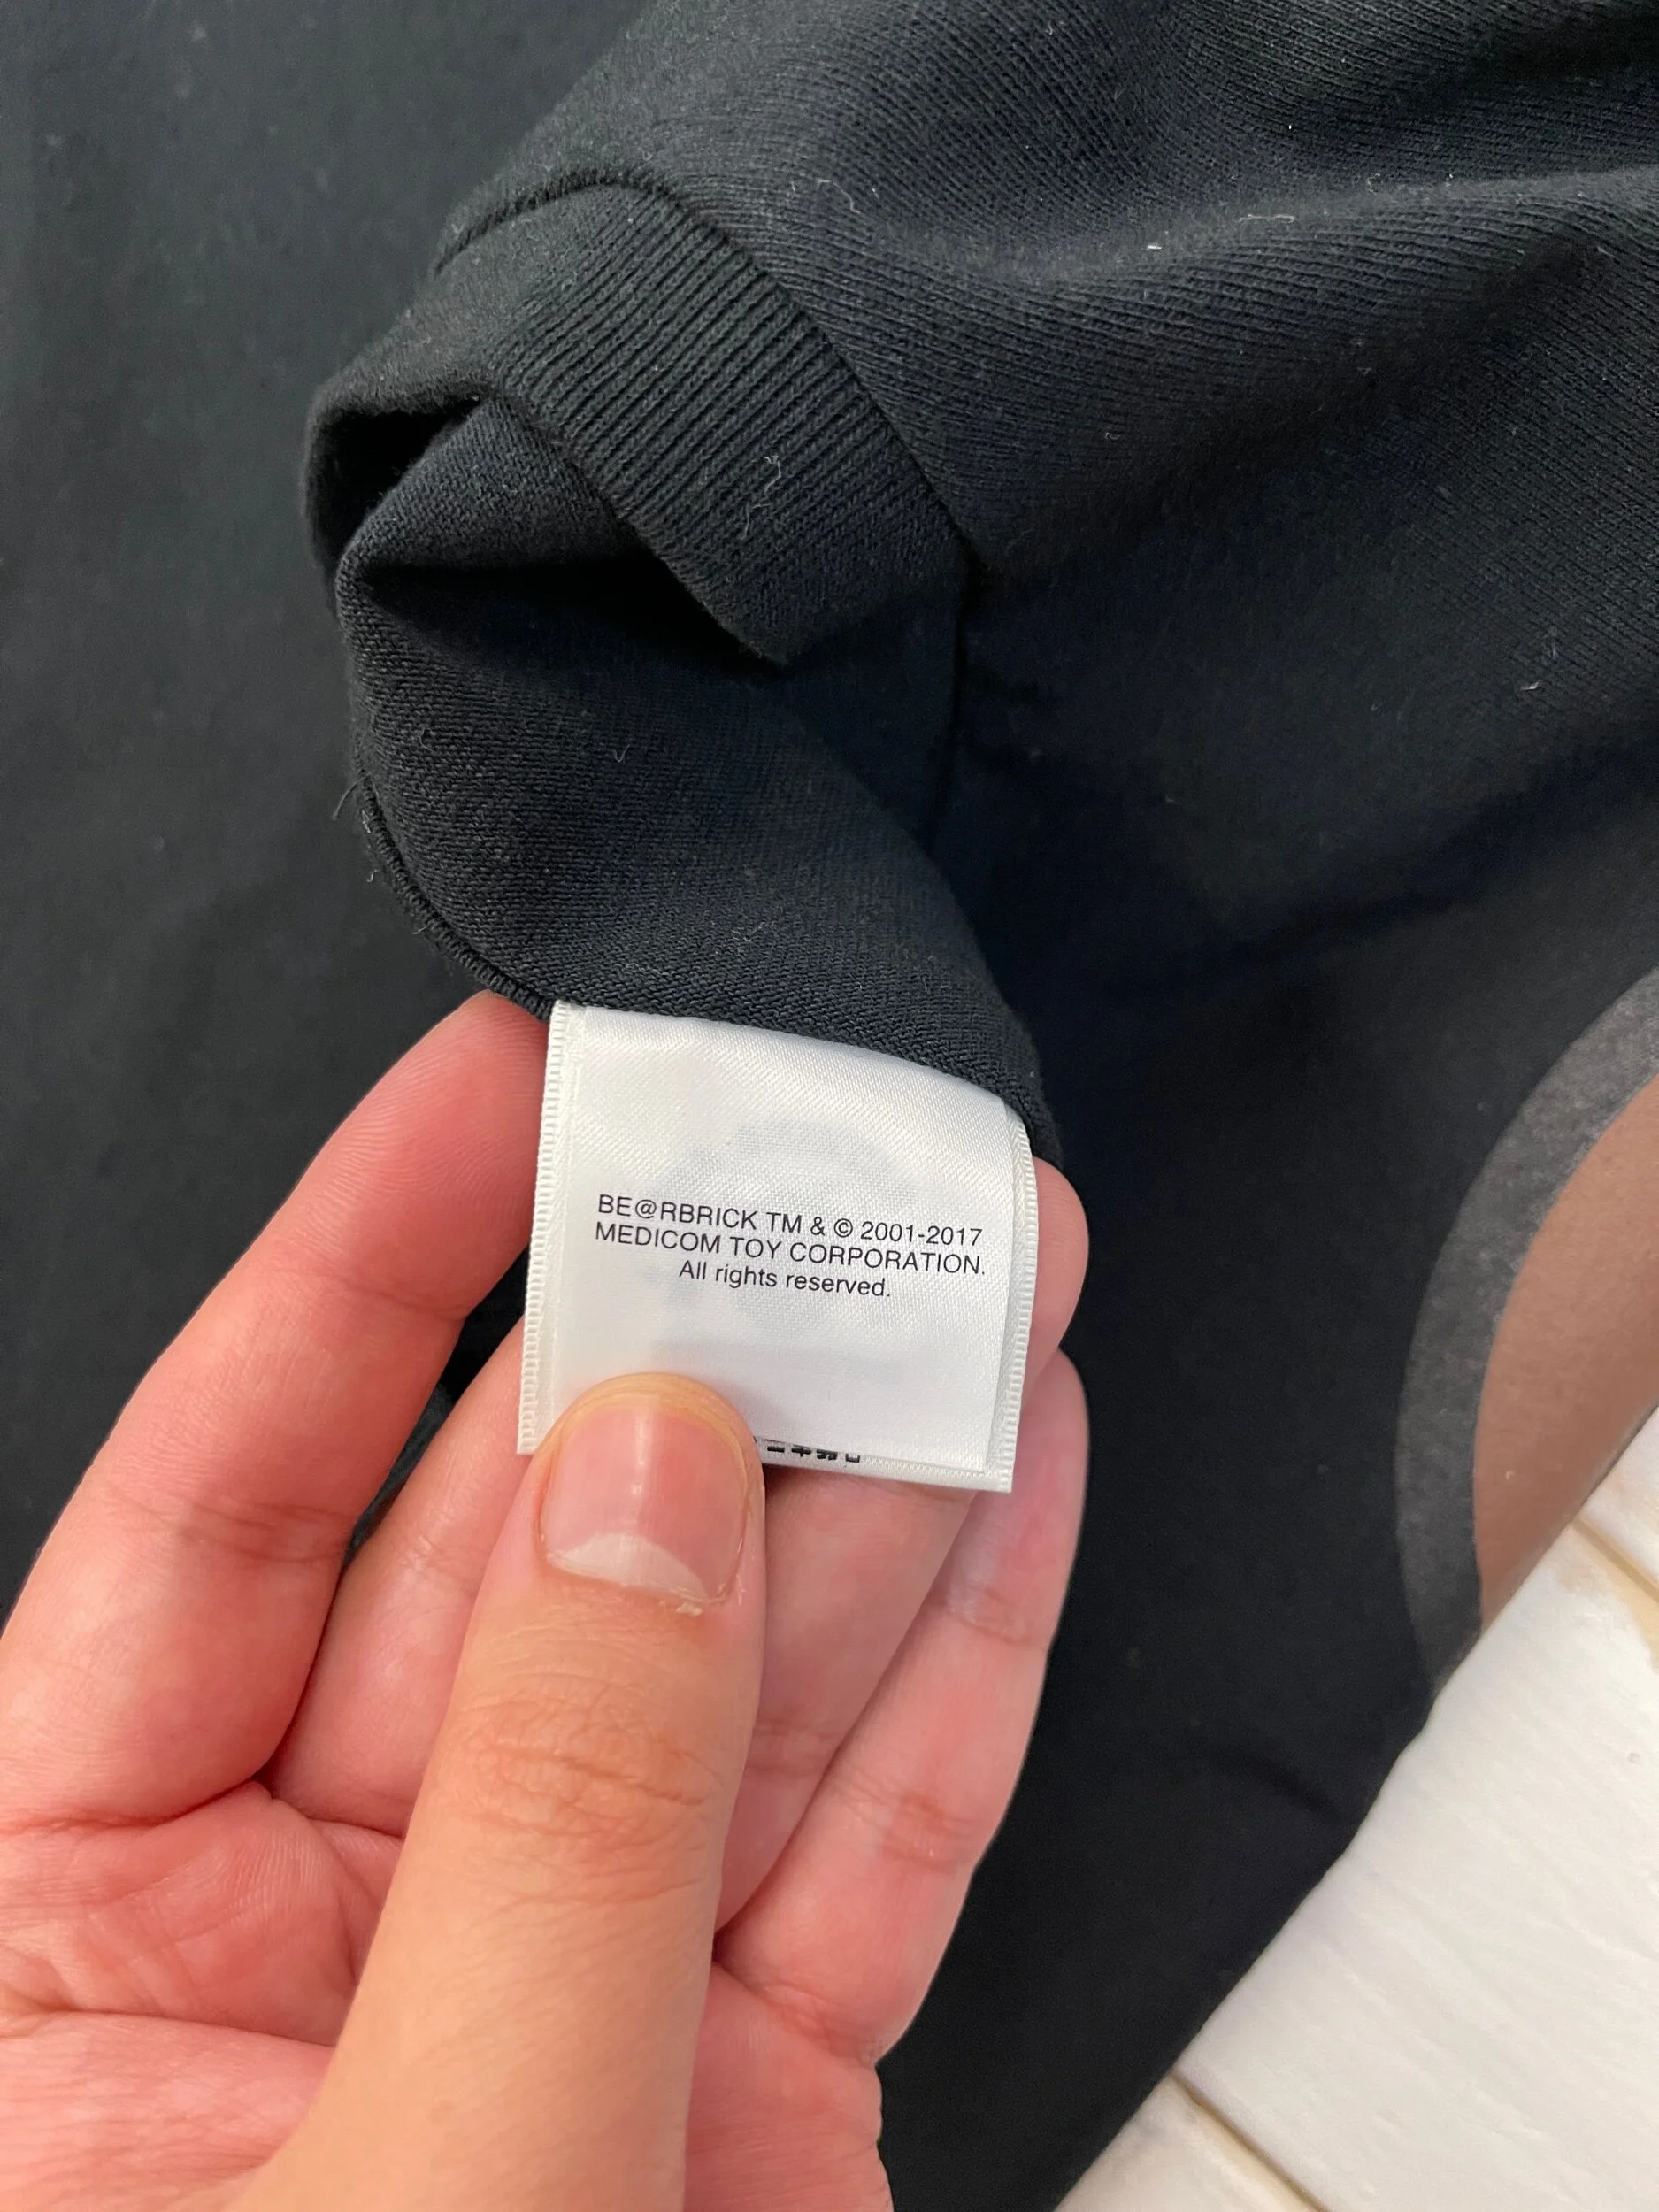 BE@RBRICK TM & © 2001-2017
MEDICOM TOY CORPORATION.
All rights reserved.